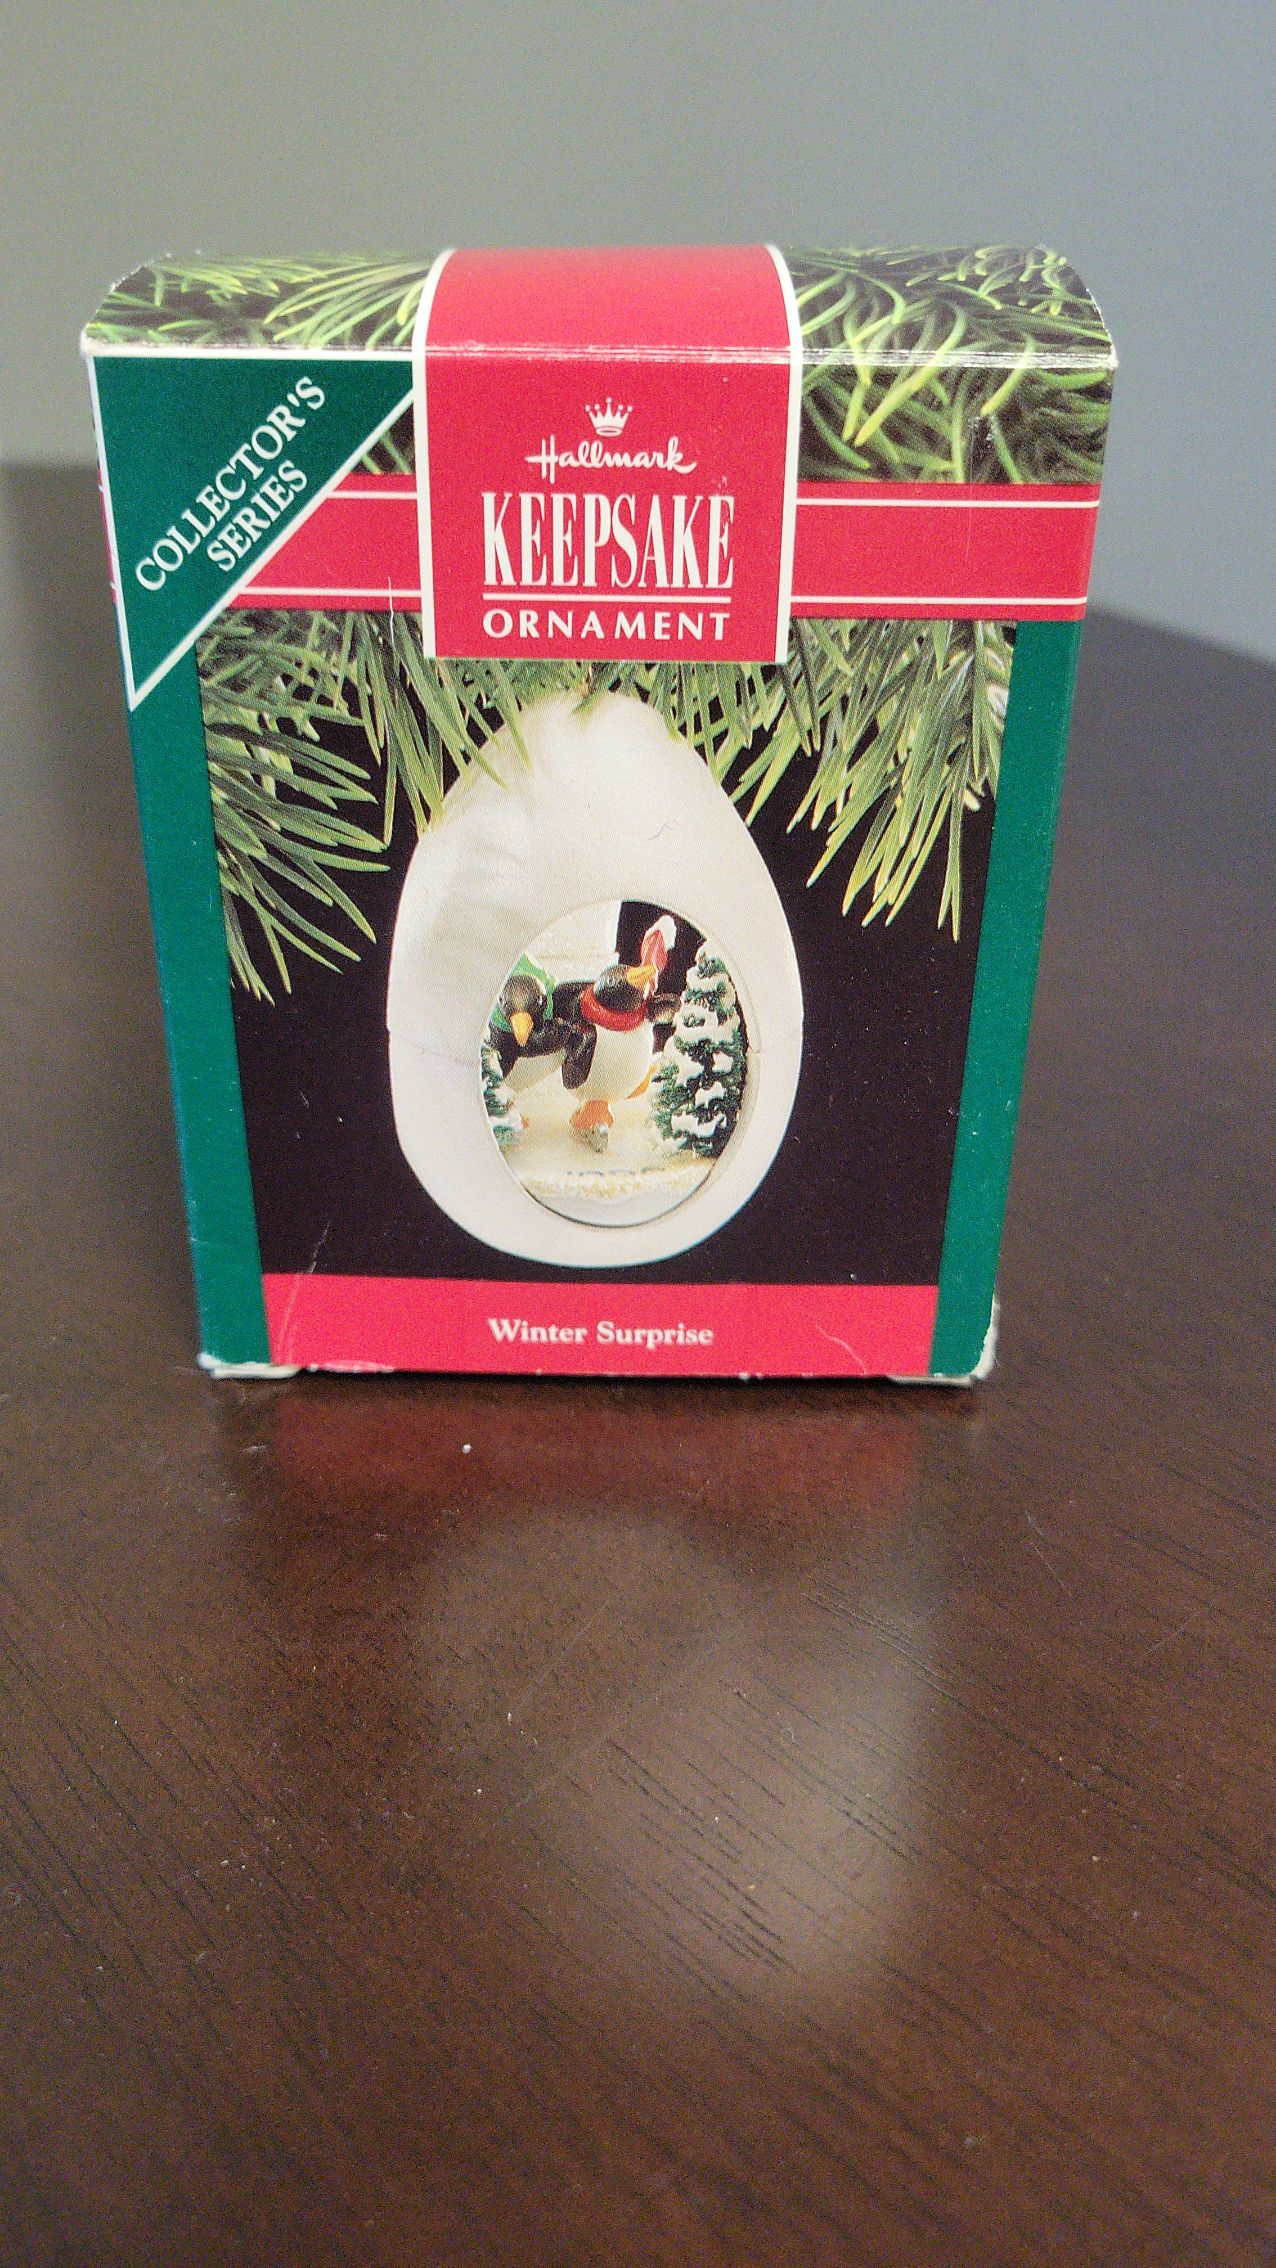 COLLECTOR'S
SERIES
Hallmark
KEEPSAKE
ORNAMENT
Winter Surprise